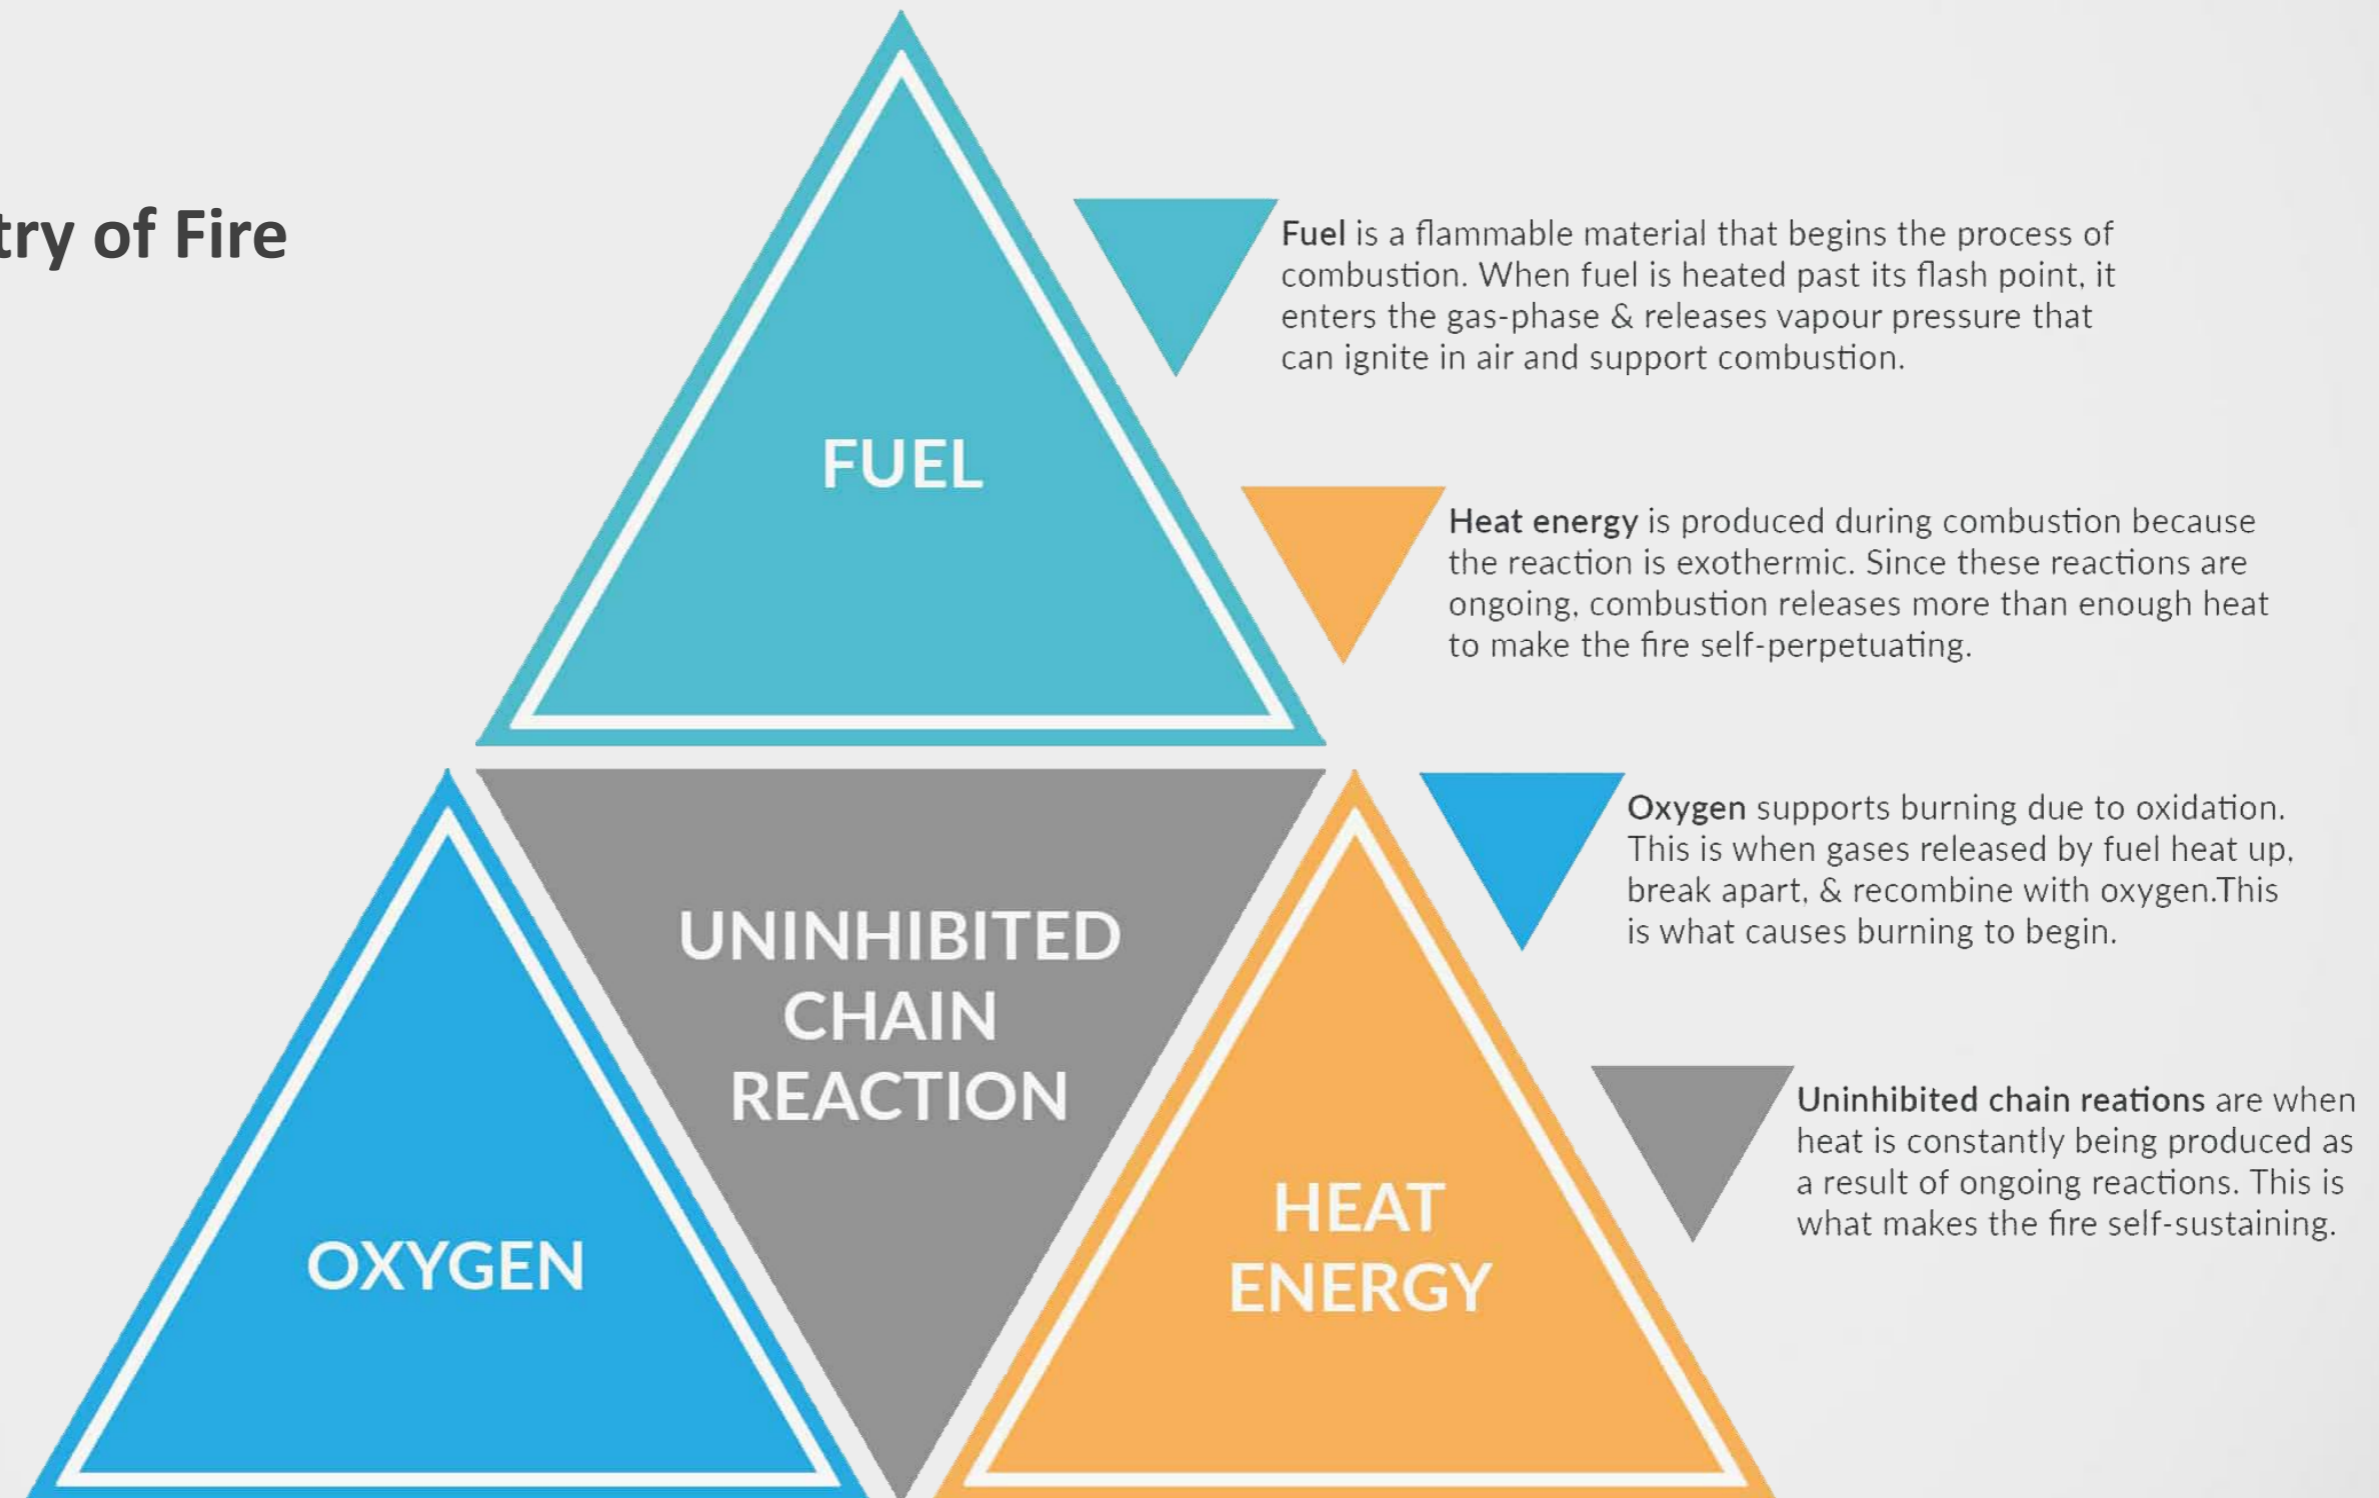 try of Fire
FUEL
Fuel is a flammable material that begins the process of
combustion. When fuel is heated past its flash point, it
enters the gas-phase & releases vapour pressure that
can ignite in air and support combustion.
Heat energy is produced during combustion because
the reaction is exothermic. Since these reactions are
ongoing, combustion releases more than enough heat
to make the fire self-perpetuating.
Oxygen supports burning due to oxidation.
This is when gases released by fuel heat up,
break apart, & recombine with oxygen.This
is what causes burning to begin.
Uninhibited chain reations are when
heat is constantly being produced as
a result of ongoing reactions. This is
what makes the fire self-sustaining.
UNINHIBITED
CHAIN
REACTION
OXYGEN
HEAT
ENERGY